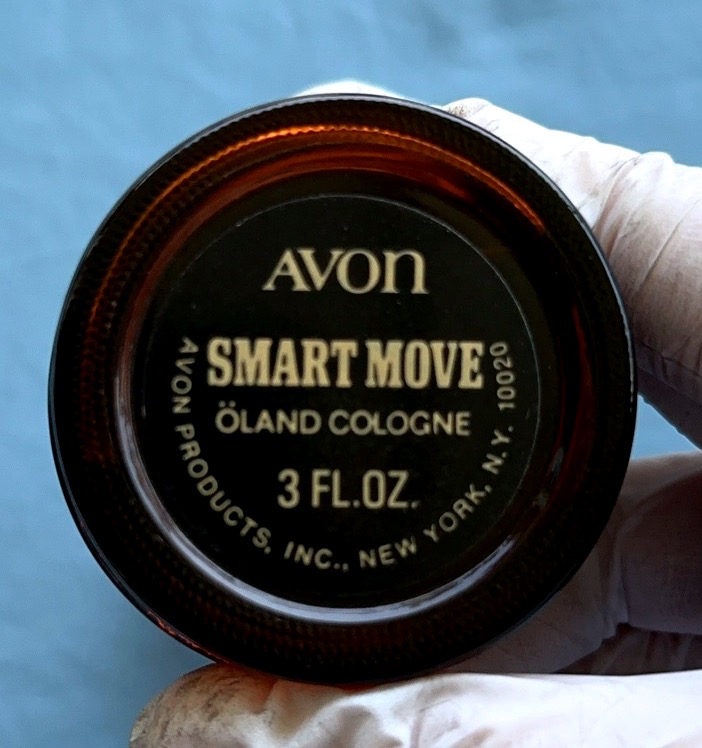 AVON
SMART MOVE
ÖLAND COLOGNE
3 FL.OZ.
AVON PRODUCTS, INC., NEW YORK, N.Y. 10020